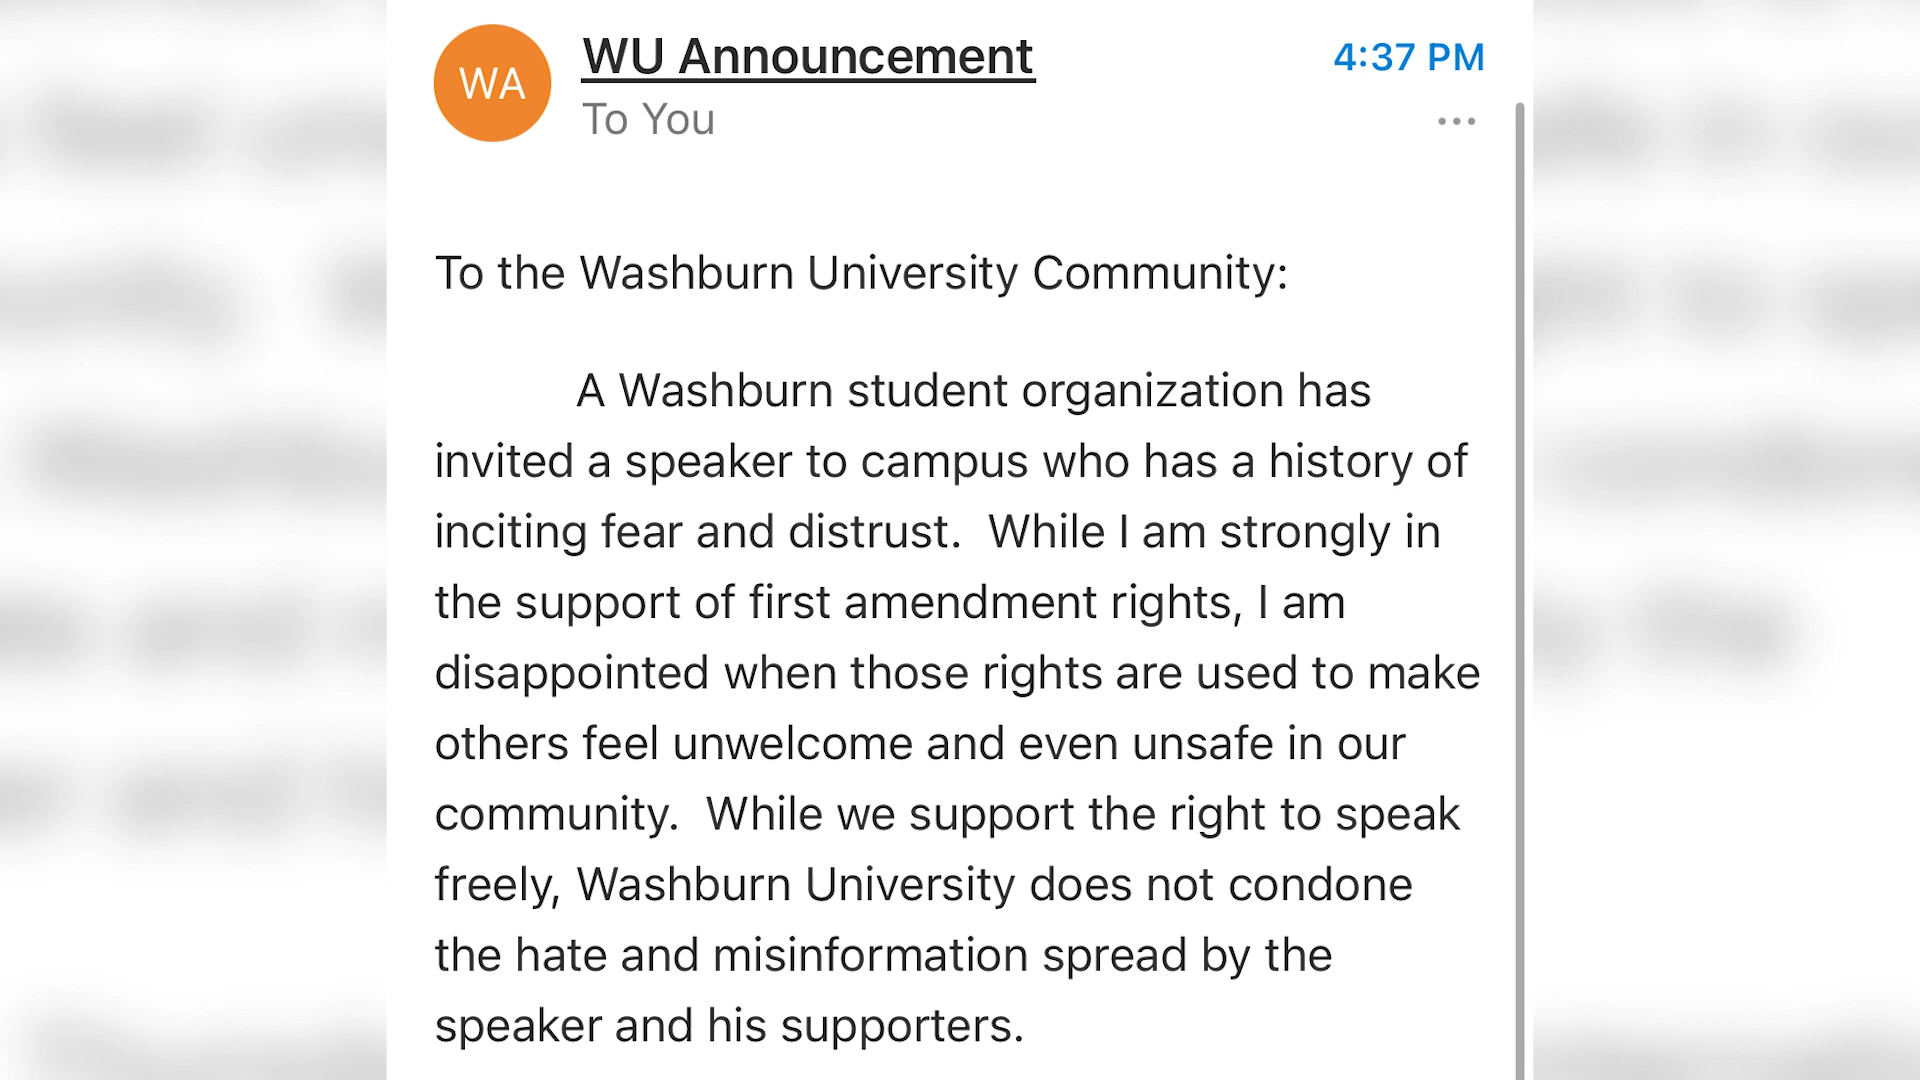 WA
WU Announcement
4:37 PM
To You
To the Washburn University Community:
A Washburn student organization has
invited a speaker to campus who has a history of
inciting fear and distrust.  While I am strongly in
the support of first amendment rights, I am
disappointed when those rights are used to make
others feel unwelcome and even unsafe in our
community.  While we support the right to speak
freely, Washburn University does not condone
the hate and misinformation spread by the
speaker and his supporters.